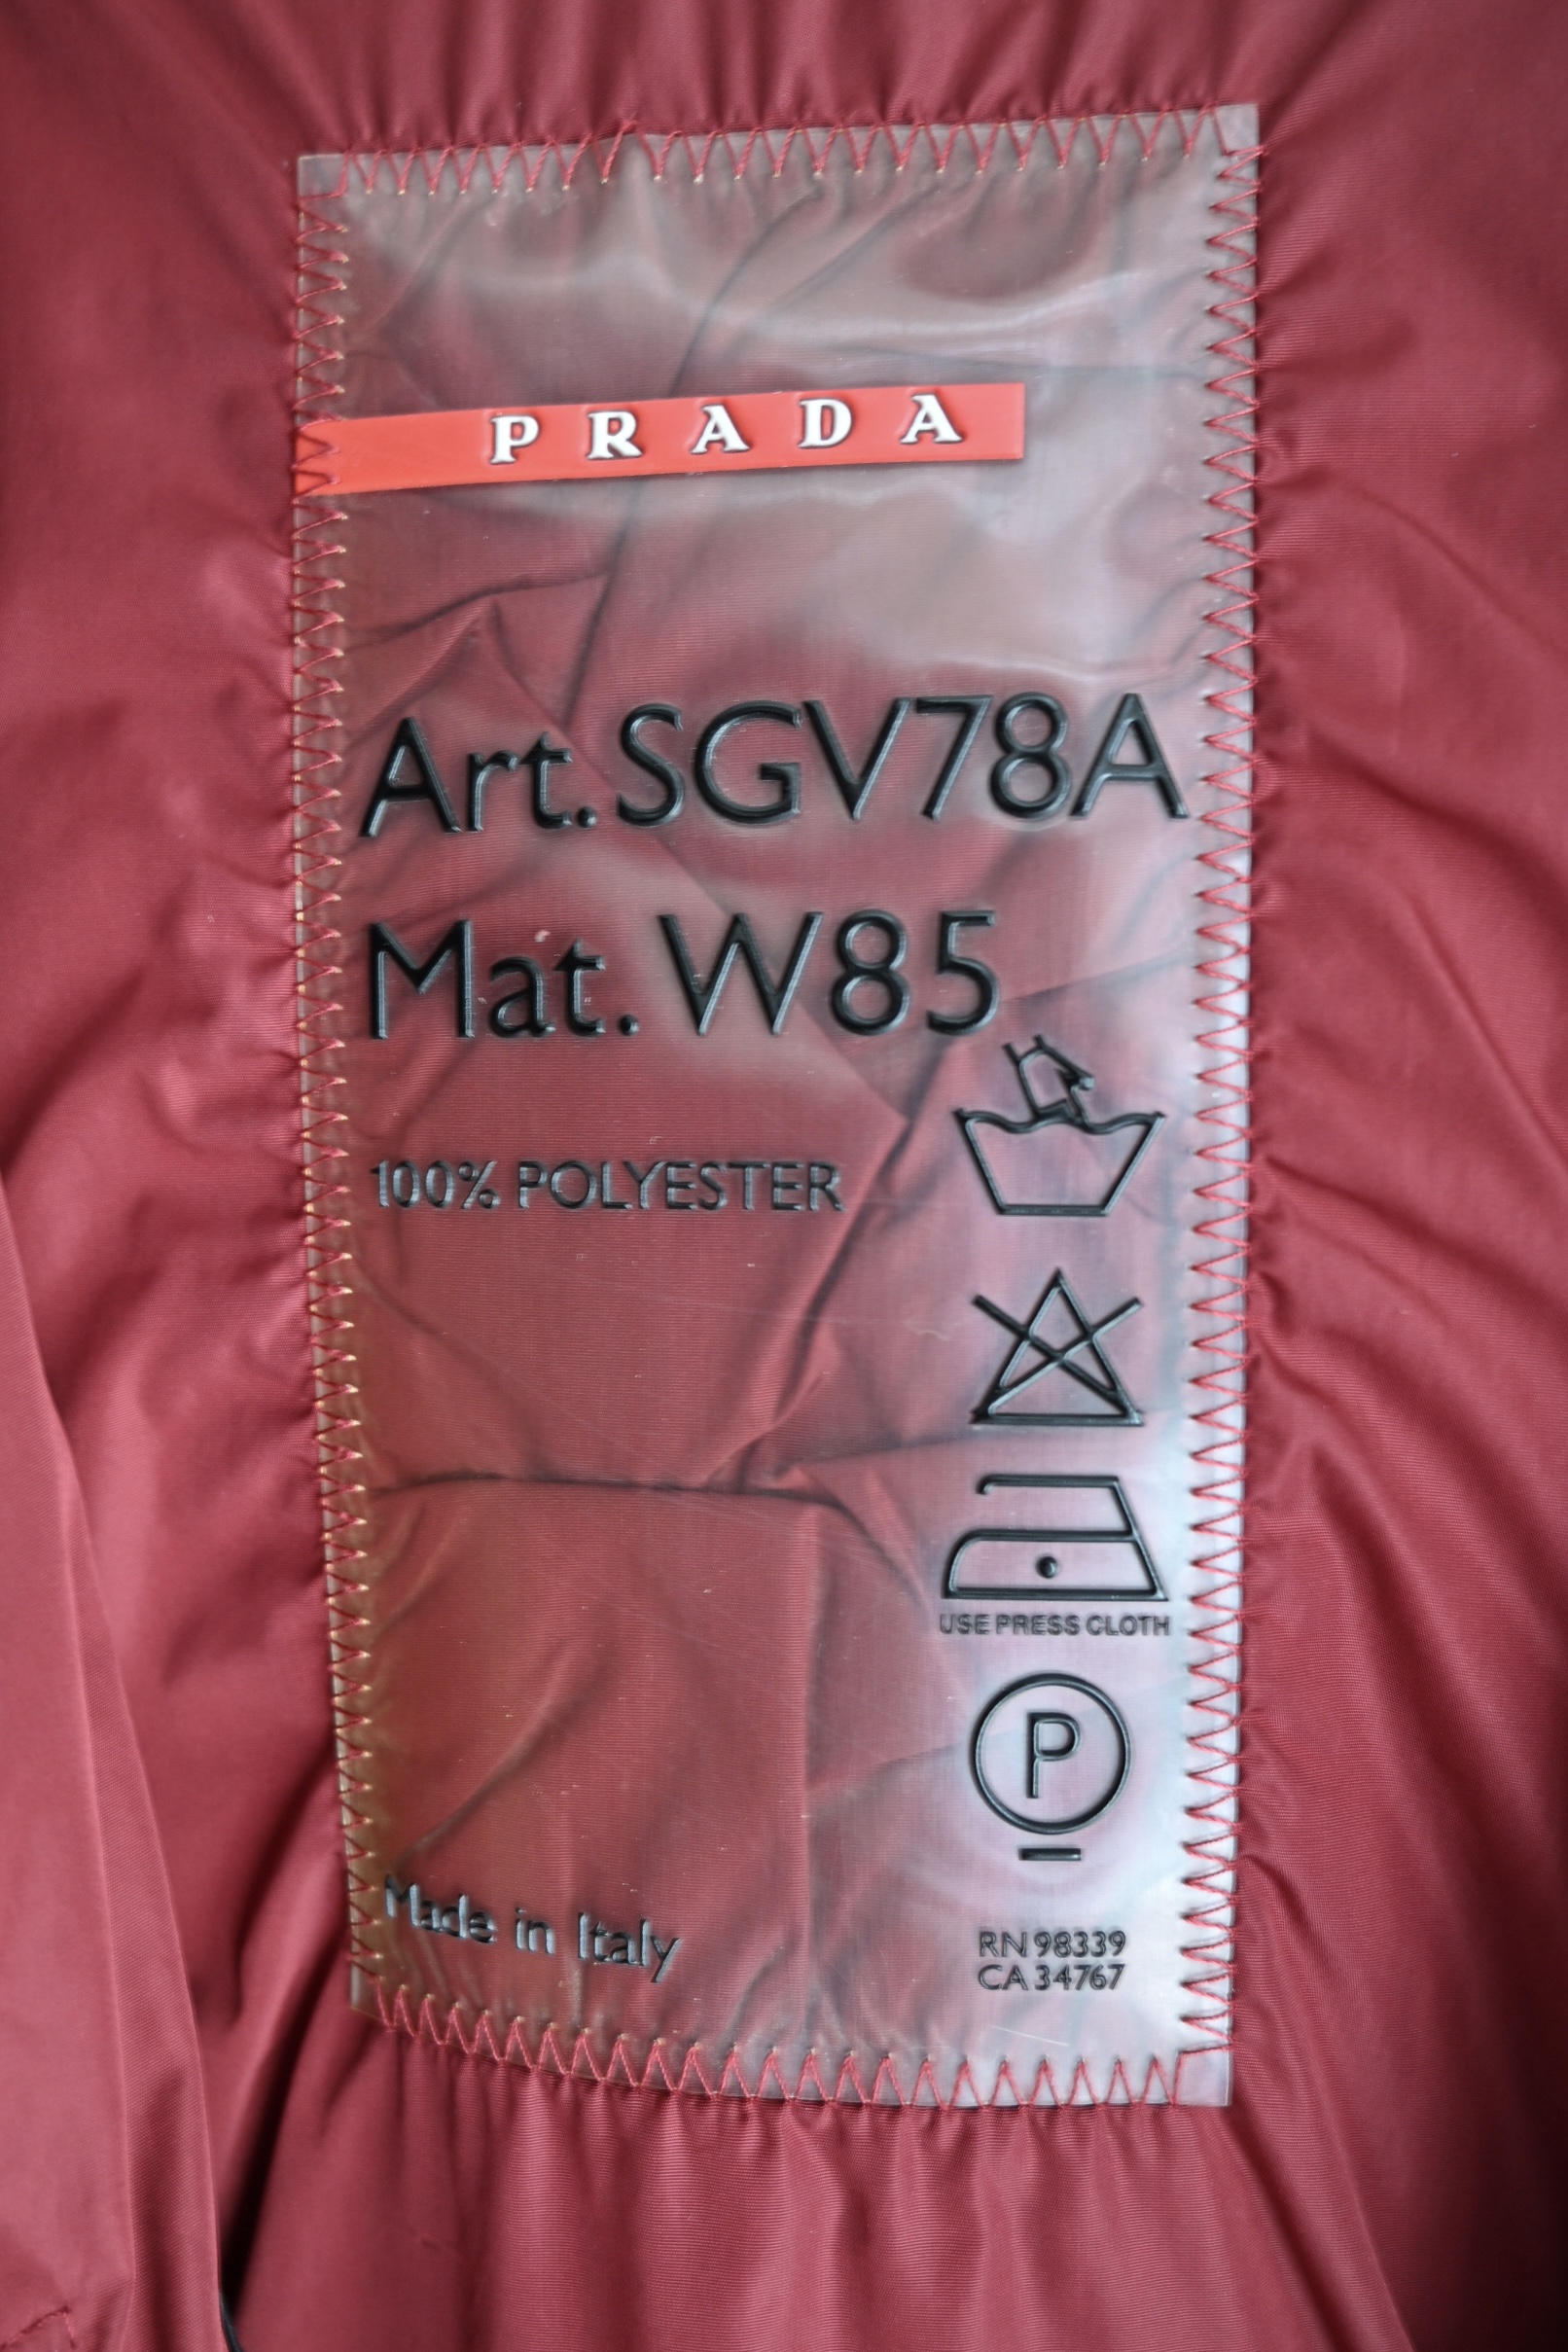 PRADA
Art. SGV78A
Mat. W85
100% POLYESTER
USE PRESS CLOTH
P
Made in Italy
RN 98339
CA 34767